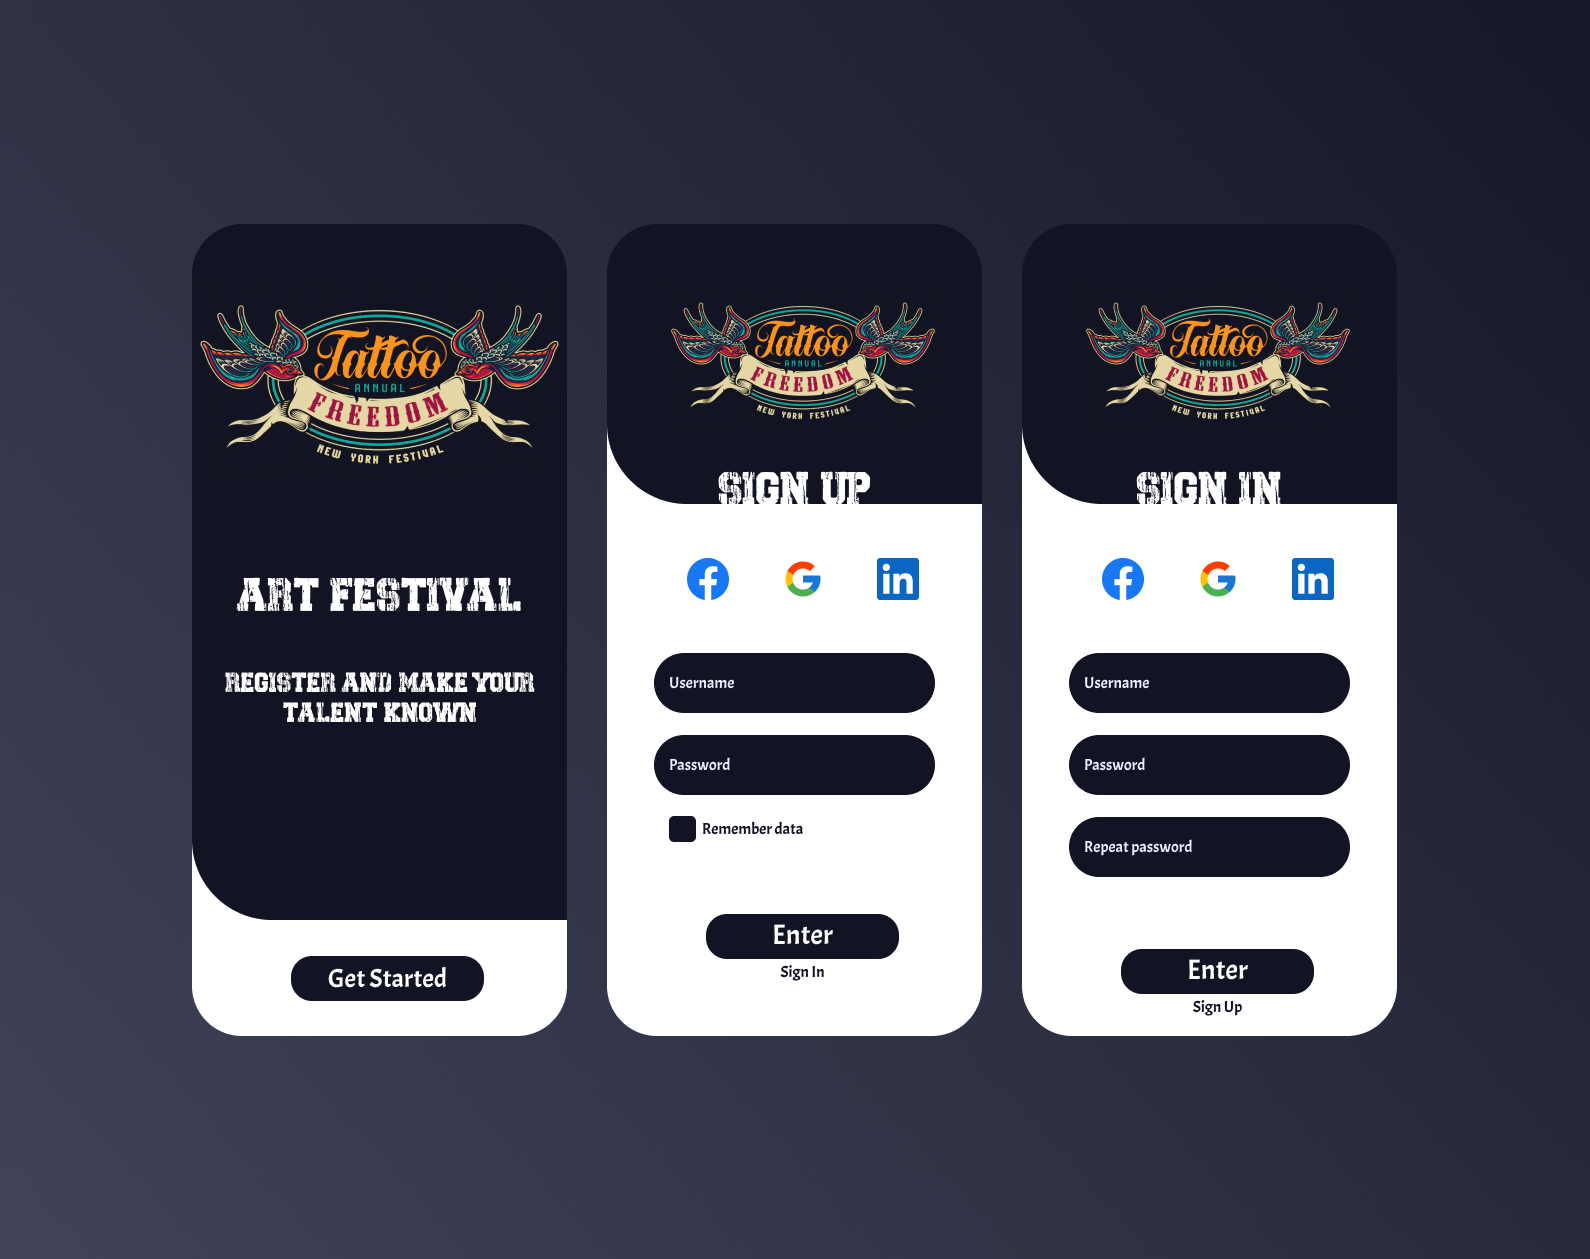 Tattoo
ANNUAL
FREEDOM
NEW YORK FESTIVAL
ART FESTIVAL
REGISTER AND MAKE YOUR
TALENT KNOWN
Get Started
Tattoo
ANNUAL
FREEDOM
NEW YORK FESTIVAL
SIGN UP
in
Username
Password
Remember data
Enter
Sign In
Tattoo
ANNUAL
FREEDOM
NEW YORK FESTIVAL
SIGN IN
in
Username
Password
Repeat password
Enter
Sign Up